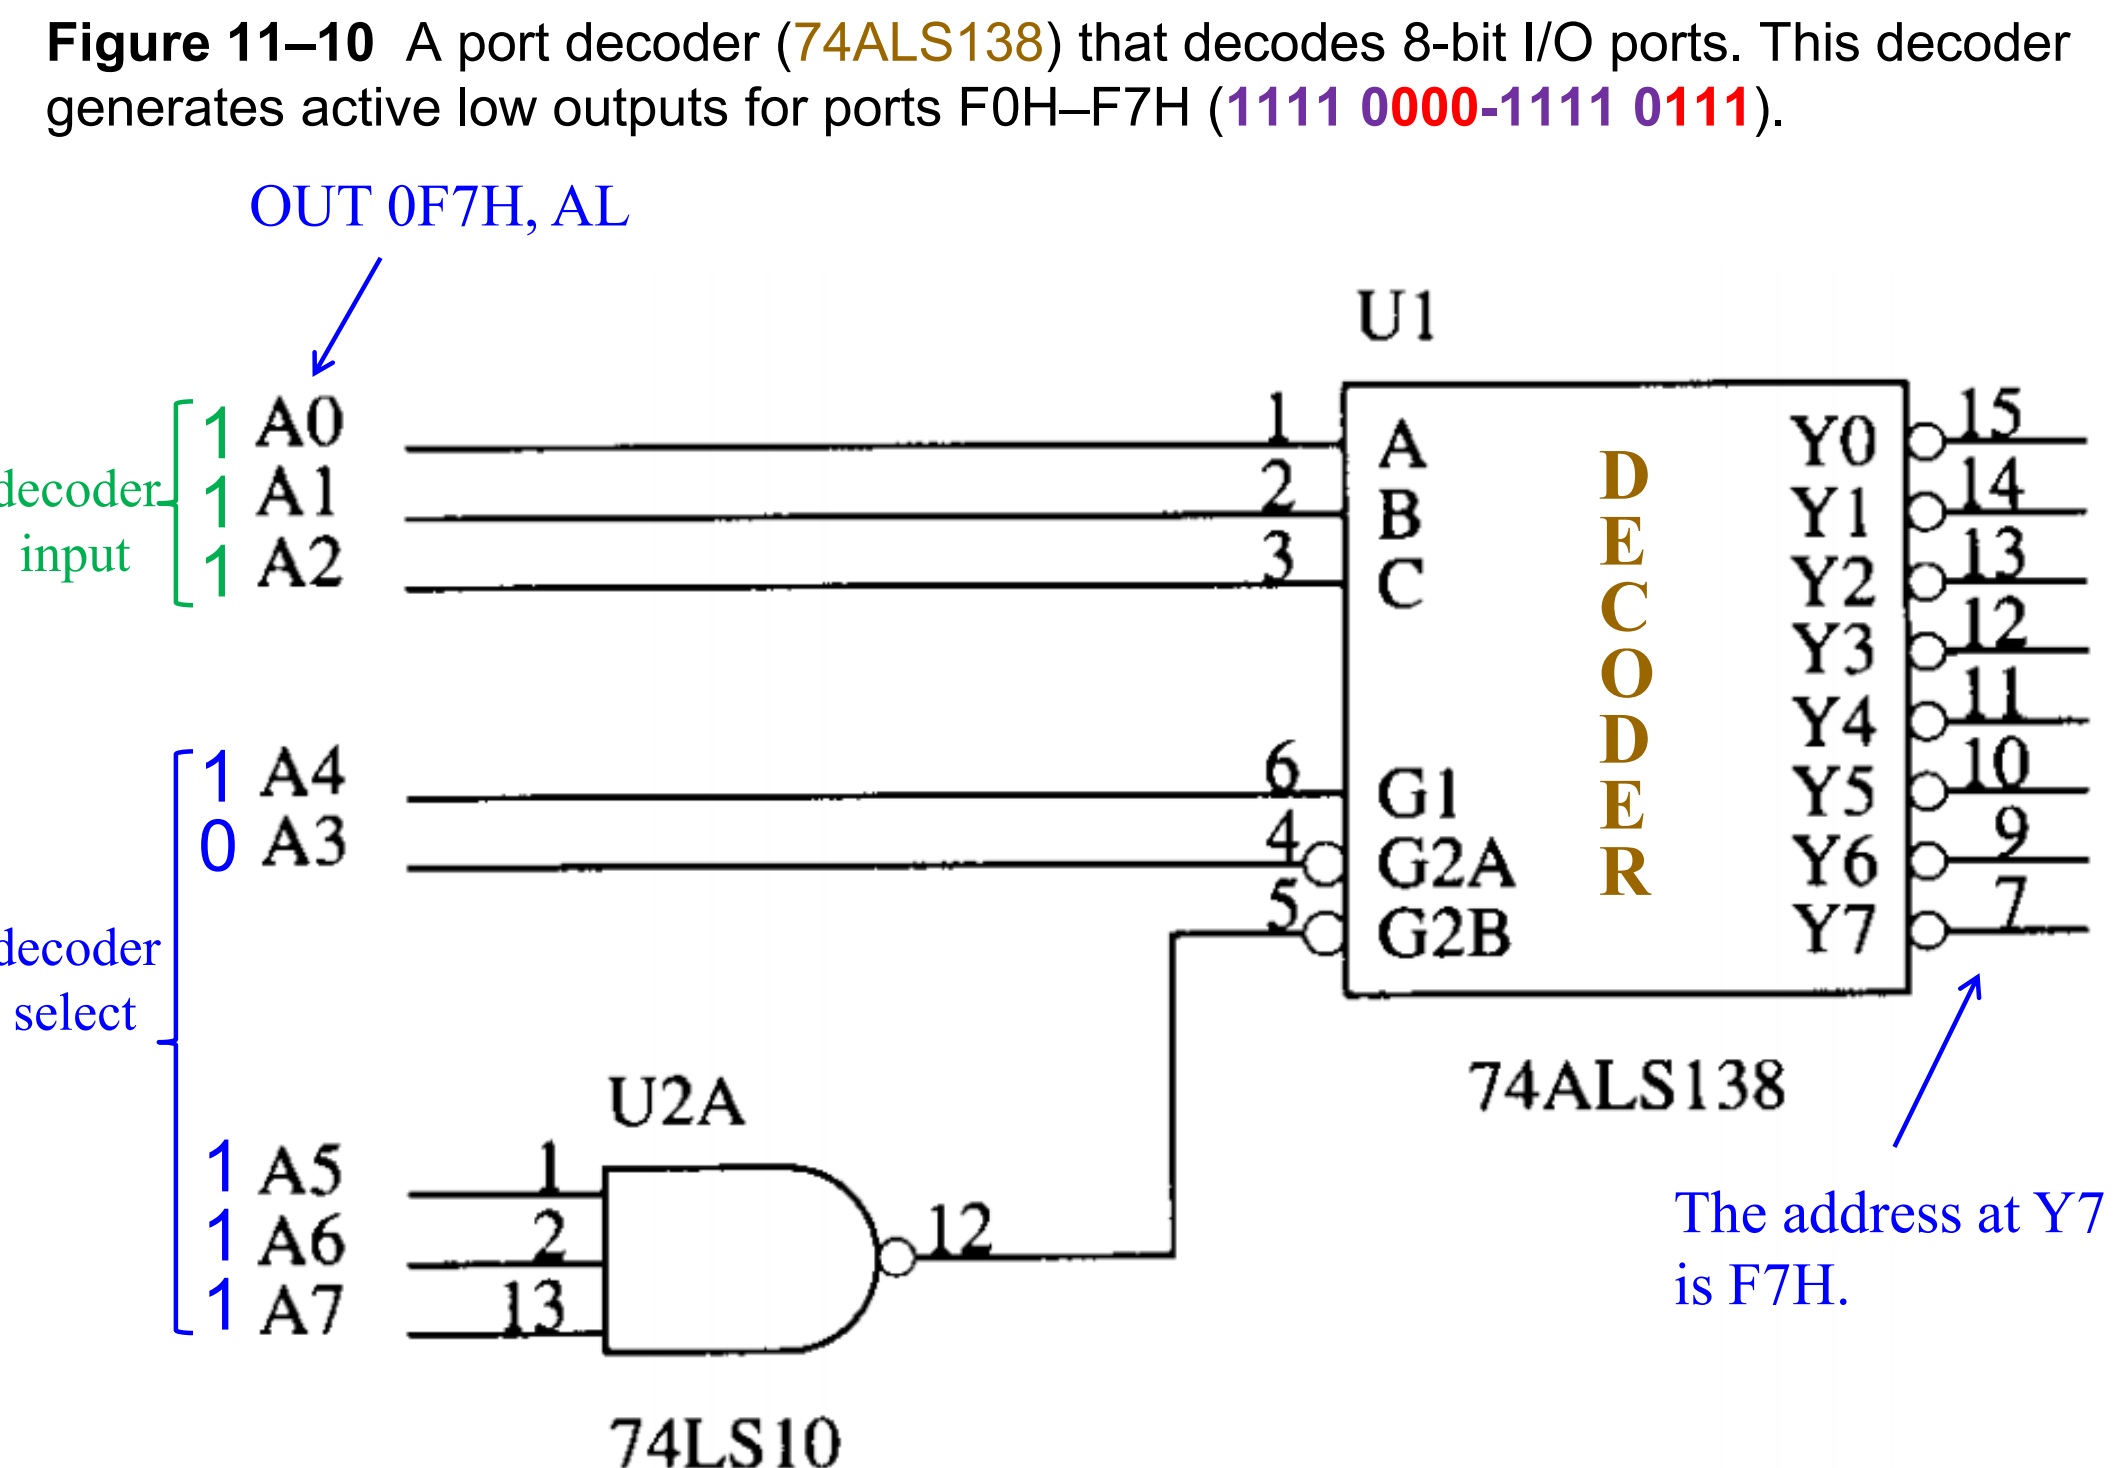 Figure 11–10 A port decoder (74ALS138) that decodes 8-bit I/O ports. This decoder
generates active low outputs for ports F0H–F7H (1111 0000-1111 0111).
OUT 0F7H, AL
U1
decoder
input
1 A0
1 A1
1 A2
1
2
3
A
B
C
decoder
select
1 A4
0 A3
6
4
5
G1
G2A
G2B
DECODER
Y0 15
Y1 14
Y2 13
Y3 12
Y4 11
Y5 10
Y6 9
Y7 7
74ALS138
U2A
1 A5 1
1 A6 2
1 A7 13
12
74LS10
The address at Y7
is F7H.